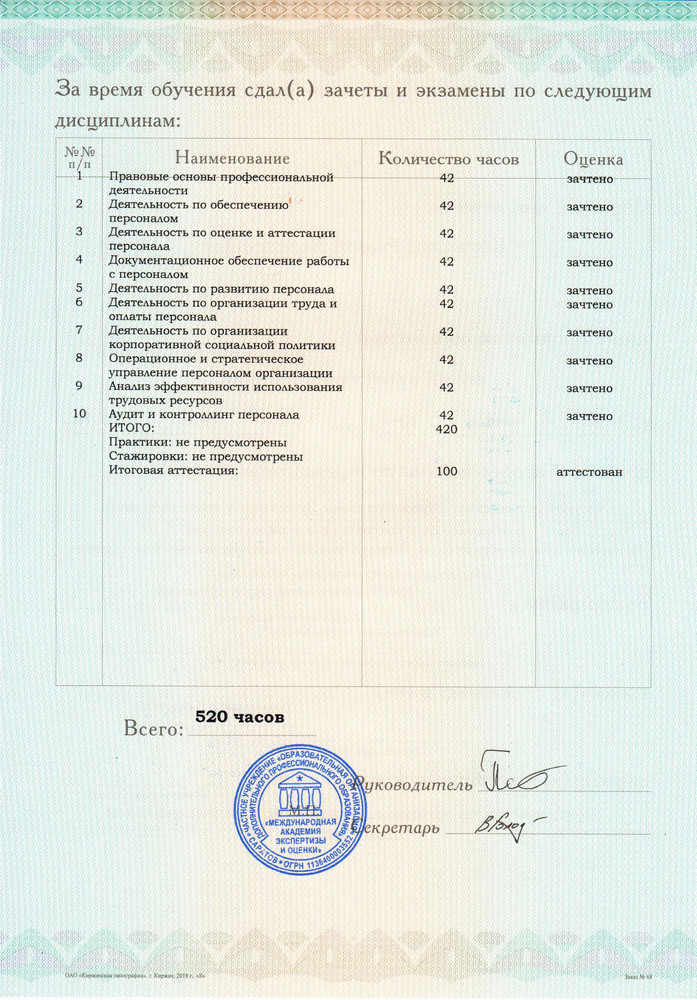 За время обучения сдал(а) зачеты и экзамены по следующим
дисциплинам:
№№ п/п Наименование Количество часов Оценка
1 Правовые основы профессиональной 42 зачтено
деятельности
2 Деятельность по обеспечению 42 зачтено
персоналом
3 Деятельность по оценке и аттестации 42 зачтено
персонала
4 Документационное обеспечение работы 42 зачтено
с персоналом
5 Деятельность по развитию персонала 42 зачтено
6 Деятельность по организации труда и 42 зачтено
оплаты персонала
7 Деятельность по организации 42 зачтено
корпоративной социальной политики
8 Операционное и стратегическое 42 зачтено
управление персоналом организации
9 Анализ эффективности использования 42 зачтено
трудовых ресурсов
10 Аудит и контроллинг персонала 42 зачтено
ИТОГО: 420
Практики: не предусмотрены
Стажировки: не предусмотрены
Итоговая аттестация: 100 аттестован
Всего: 520 часов
ЧАСТНОЕ УЧРЕЖДЕНИЕ «ОБРАЗОВАТЕЛЬНАЯ ОРГАНИЗАЦИЯ
ДОПОЛНИТЕЛЬНОГО ПРОФЕССИОНАЛЬНОГО ОБРАЗОВАНИЯ»
М.П.
«МЕЖДУНАРОДНАЯ
АКАДЕМИЯ
ЭКСПЕРТИЗЫ
И ОЦЕНКИ»
САРАТОВ * ОГРН 1136400003552
Руководитель
Секретарь
ОАО «Киржачская типография», г. Киржач, 2018 г., «Б»
Заказ № 68